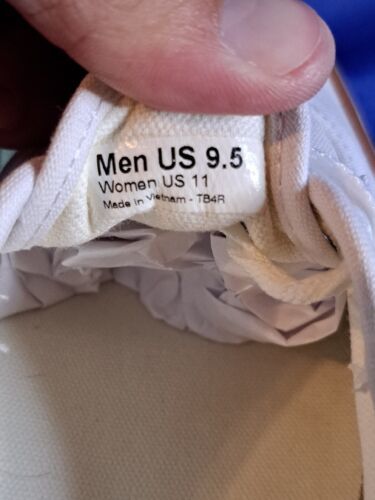 Men US 9.5
Women US 11
Made in Vietnam - TB4R